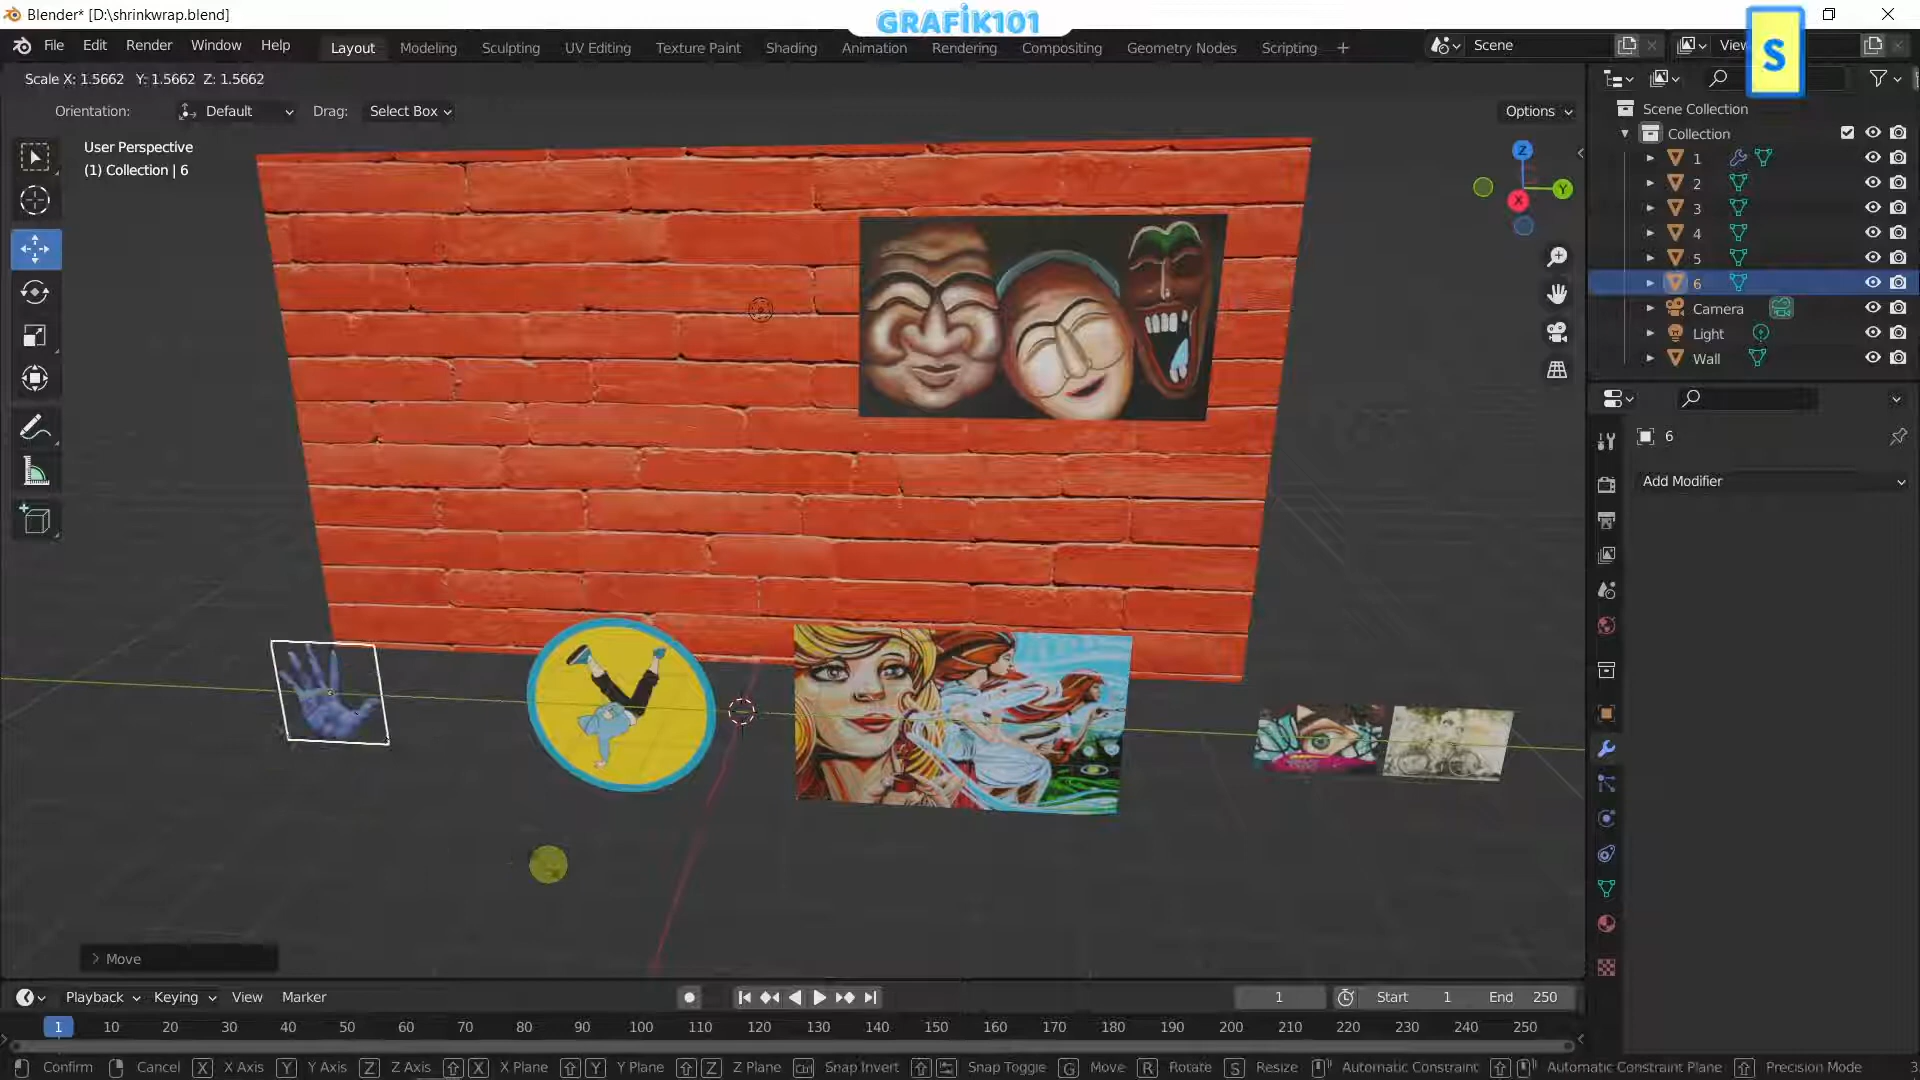 Blender* [D:\shrinkwrap.blend]
GRAFİK101
File Edit Render Window Help
Layout Modeling Sculpting UV Editing Texture Paint Shading Animation Rendering Compositing Geometry Nodes Scripting +
Scene
View
S
Scale X: 1.5662 Y: 1.5662 Z: 1.5662
Orientation: Default Drag: Select Box
Options
User Perspective
(1) Collection | 6
Z
Y
X
Scene Collection
Collection
1
2
3
4
5
6
Camera
Light
Wall
6
Add Modifier
Move
Playback Keying View Marker
1 Start 1 End 250
1 10 20 30 40 50 60 70 80 90 100 110 120 130 140 150 160 170 180 190 200 210 220 230 240 250
Confirm Cancel X X Axis Y Y Axis Z Z Axis X X Plane Y Y Plane Z Z Plane Ctrl Snap Invert Snap Toggle G Move R Rotate S Resize Automatic Constraint Automatic Constraint Plane Precision Mode 3